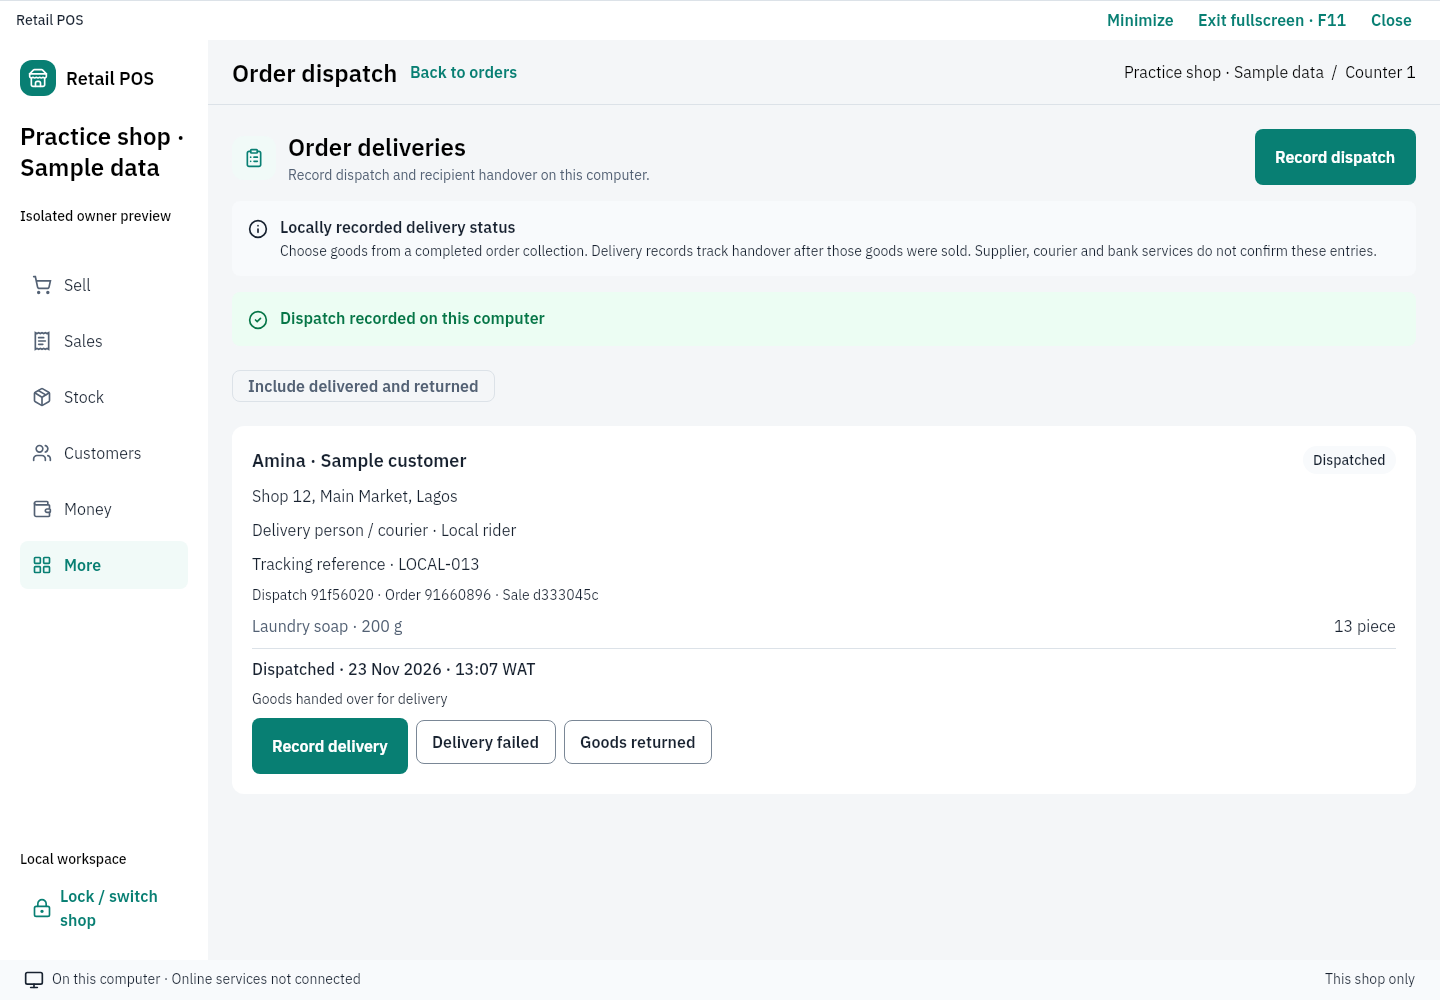 Retail POS
Minimize
Exit fullscreen · F11
Close
Retail POS
Practice shop ·
Sample data
Isolated owner preview
Sell
Sales
Stock
Customers
Money
More
Local workspace
Lock / switch
shop
Order dispatch
Back to orders
Practice shop · Sample data / Counter 1
Order deliveries
Record dispatch and recipient handover on this computer.
Record dispatch
Locally recorded delivery status
Choose goods from a completed order collection. Delivery records track handover after those goods were sold. Supplier, courier and bank services do not confirm these entries.
Dispatch recorded on this computer
Include delivered and returned
Amina · Sample customer
Dispatched
Shop 12, Main Market, Lagos
Delivery person / courier · Local rider
Tracking reference · LOCAL-013
Dispatch 91f56020 · Order 91660896 · Sale d333045c
Laundry soap · 200 g
13 piece
Dispatched · 23 Nov 2026 · 13:07 WAT
Goods handed over for delivery
Record delivery
Delivery failed
Goods returned
On this computer · Online services not connected
This shop only